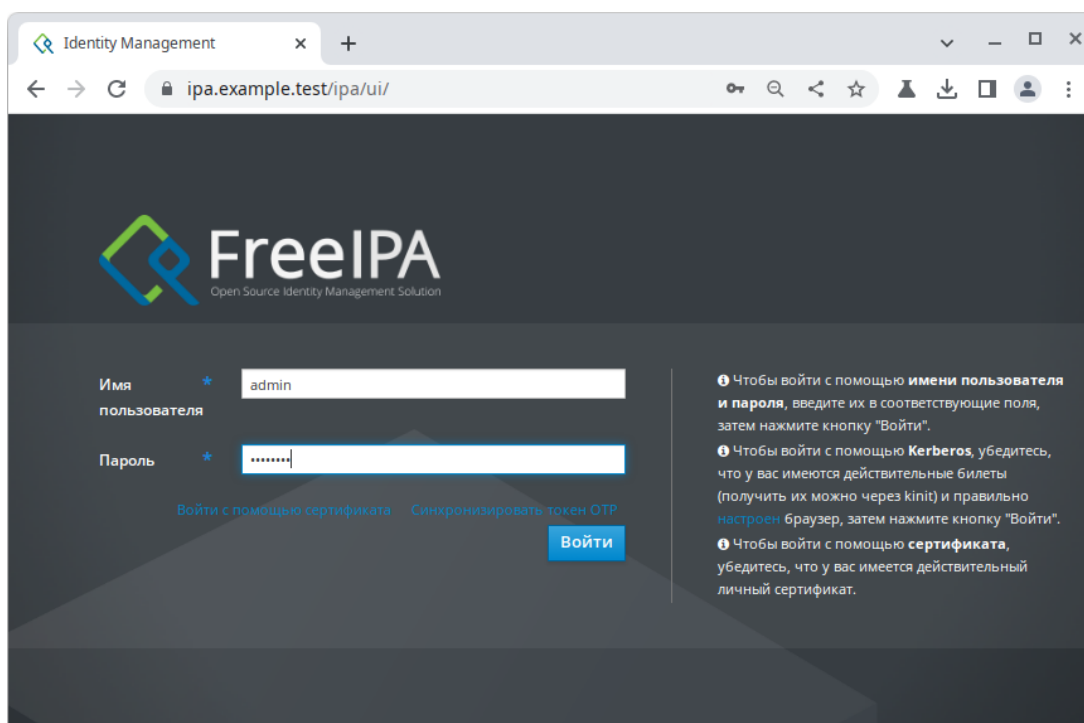 Identity Management
ipa.example.test/ipa/ui/
FreeIPA
Open Source Identity Management Solution
Имя * admin
пользователя
Пароль * ••••••••
Войти с помощью сертификата Синхронизировать токен OTP
Войти
Чтобы войти с помощью имени пользователя
и пароля, введите их в соответствующие поля,
затем нажмите кнопку "Войти".
Чтобы войти с помощью Kerberos, убедитесь,
что у вас имеются действительные билеты
(получить их можно через kinit) и правильно
настроен браузер, затем нажмите кнопку "Войти".
Чтобы войти с помощью сертификата,
убедитесь, что у вас имеется действительный
личный сертификат.